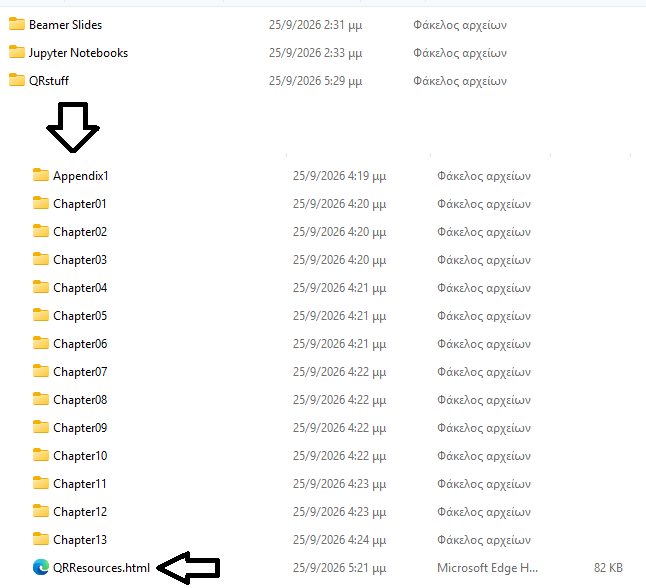 Beamer Slides 25/9/2026 2:31 μμ Φάκελος αρχείων
Jupyter Notebooks 25/9/2026 2:33 μμ Φάκελος αρχείων
QRstuff 25/9/2026 5:29 μμ Φάκελος αρχείων
Appendix1 25/9/2026 4:19 μμ Φάκελος αρχείων
Chapter01 25/9/2026 4:20 μμ Φάκελος αρχείων
Chapter02 25/9/2026 4:20 μμ Φάκελος αρχείων
Chapter03 25/9/2026 4:20 μμ Φάκελος αρχείων
Chapter04 25/9/2026 4:21 μμ Φάκελος αρχείων
Chapter05 25/9/2026 4:21 μμ Φάκελος αρχείων
Chapter06 25/9/2026 4:21 μμ Φάκελος αρχείων
Chapter07 25/9/2026 4:22 μμ Φάκελος αρχείων
Chapter08 25/9/2026 4:22 μμ Φάκελος αρχείων
Chapter09 25/9/2026 4:22 μμ Φάκελος αρχείων
Chapter10 25/9/2026 4:22 μμ Φάκελος αρχείων
Chapter11 25/9/2026 4:23 μμ Φάκελος αρχείων
Chapter12 25/9/2026 4:23 μμ Φάκελος αρχείων
Chapter13 25/9/2026 4:24 μμ Φάκελος αρχείων
QRResources.html 25/9/2026 5:21 μμ Microsoft Edge H... 82 KB